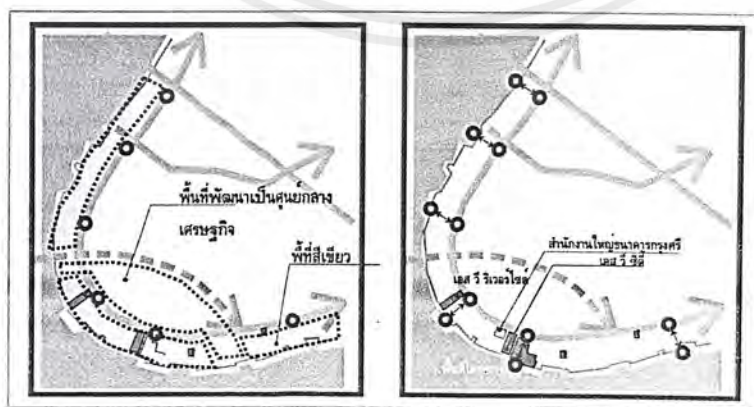 พื้นที่พัฒนาเป็นศูนย์กลาง
เศรษฐกิจ
พื้ที่สีเขียว
สำนักงานใหญ่ธนาคารกรุงศรี
เอส วี ซิตี้
เอส วี ริเวอร์ไซด์